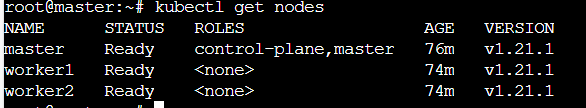 root@master:~# kubectl get nodes
NAME STATUS ROLES AGE VERSION
master Ready control-plane,master 76m v1.21.1
worker1 Ready <none> 74m v1.21.1
worker2 Ready <none> 74m v1.21.1